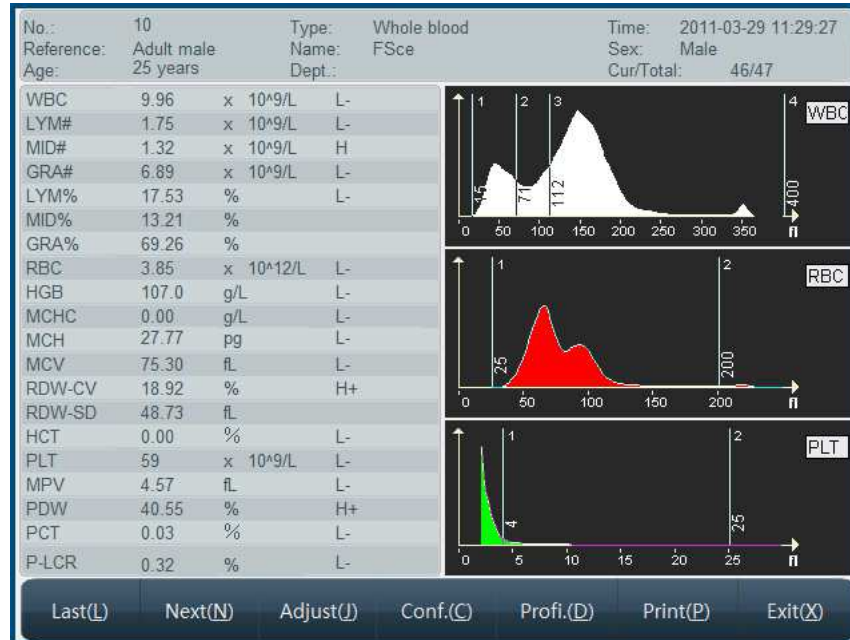 No.: 10 Type: Whole blood Time: 2011-03-29 11:29:27
Reference: Adult male Name: FSce Sex: Male
Age: 25 years Dept.: Cur/Total: 46/47
WBC 9.96 x 10^9/L L-
LYM# 1.75 x 10^9/L L-
MID# 1.32 x 10^9/L H
GRA# 6.89 x 10^9/L L-
LYM% 17.53 % L-
MID% 13.21 %
GRA% 69.26 %
RBC 3.85 x 10^12/L L-
HGB 107.0 g/L L-
MCHC 0.00 g/L L-
MCH 27.77 pg L-
MCV 75.30 fL L-
RDW-CV 18.92 % H+
RDW-SD 48.73 fL
HCT 0.00 % L-
PLT 59 x 10^9/L L-
MPV 4.57 fL L-
PDW 40.55 % H+
PCT 0.03 % L-
P-LCR 0.32 % L-
1 2 3 4 WBC
15 71 112 400
0 50 100 150 200 250 300 350 fl
1 2 RBC
25 200
0 50 100 150 200 fl
1 2 PLT
4 25
0 5 10 15 20 25 fl
Last(L) Next(N) Adjust(J) Conf.(C) Profi.(D) Print(P) Exit(X)